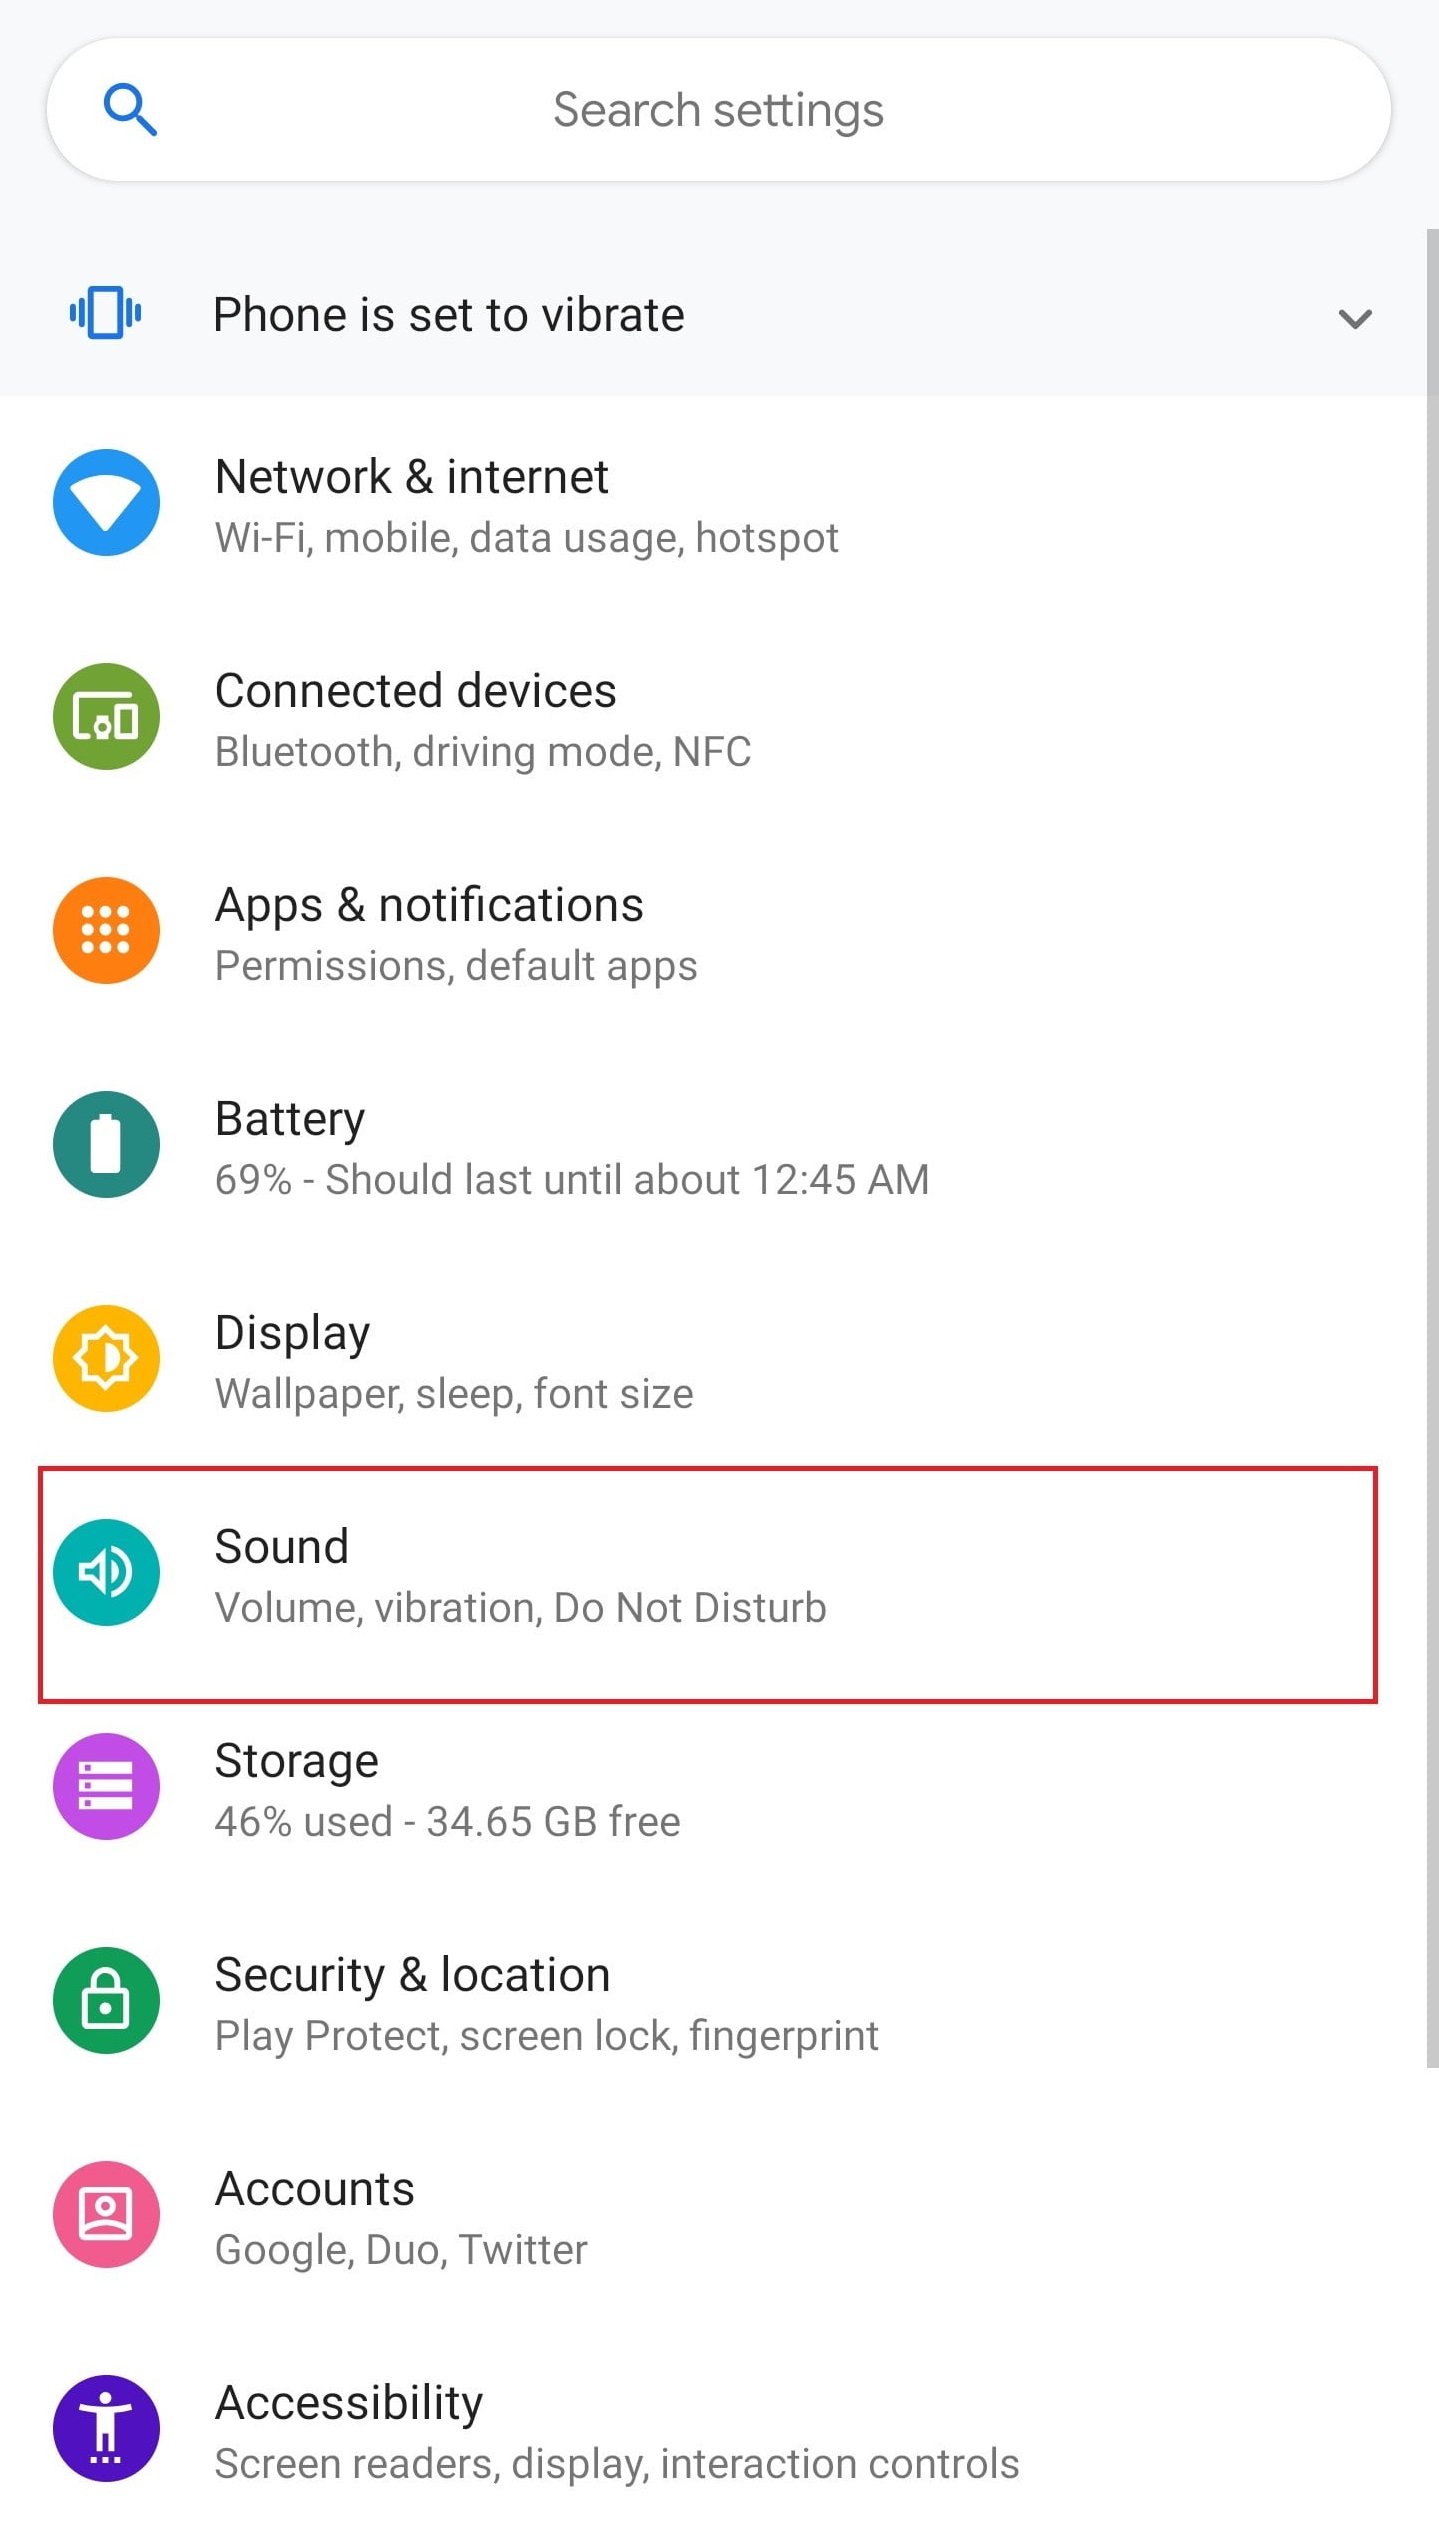 Search settings
Phone is set to vibrate
Network & internet
Wi-Fi, mobile, data usage, hotspot
Connected devices
Bluetooth, driving mode, NFC
Apps & notifications
Permissions, default apps
Battery
69% - Should last until about 12:45 AM
Display
Wallpaper, sleep, font size
Sound
Volume, vibration, Do Not Disturb
Storage
46% used - 34.65 GB free
Security & location
Play Protect, screen lock, fingerprint
Accounts
Google, Duo, Twitter
Accessibility
Screen readers, display, interaction controls